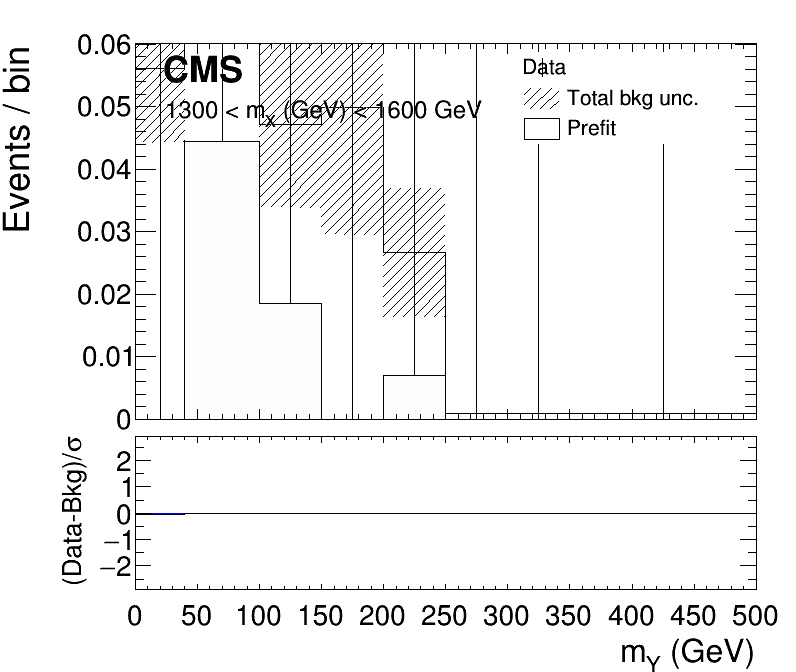 Events / bin
0.06
0.05
0.04
0.03
0.02
0.01
0
CMS
1300 < mX (GeV) < 1600 GeV
Data
Total bkg unc.
Prefit
(Data-Bkg)/σ
2
1
0
−1
−2
0 50 100 150 200 250 300 350 400 450 500
mY (GeV)